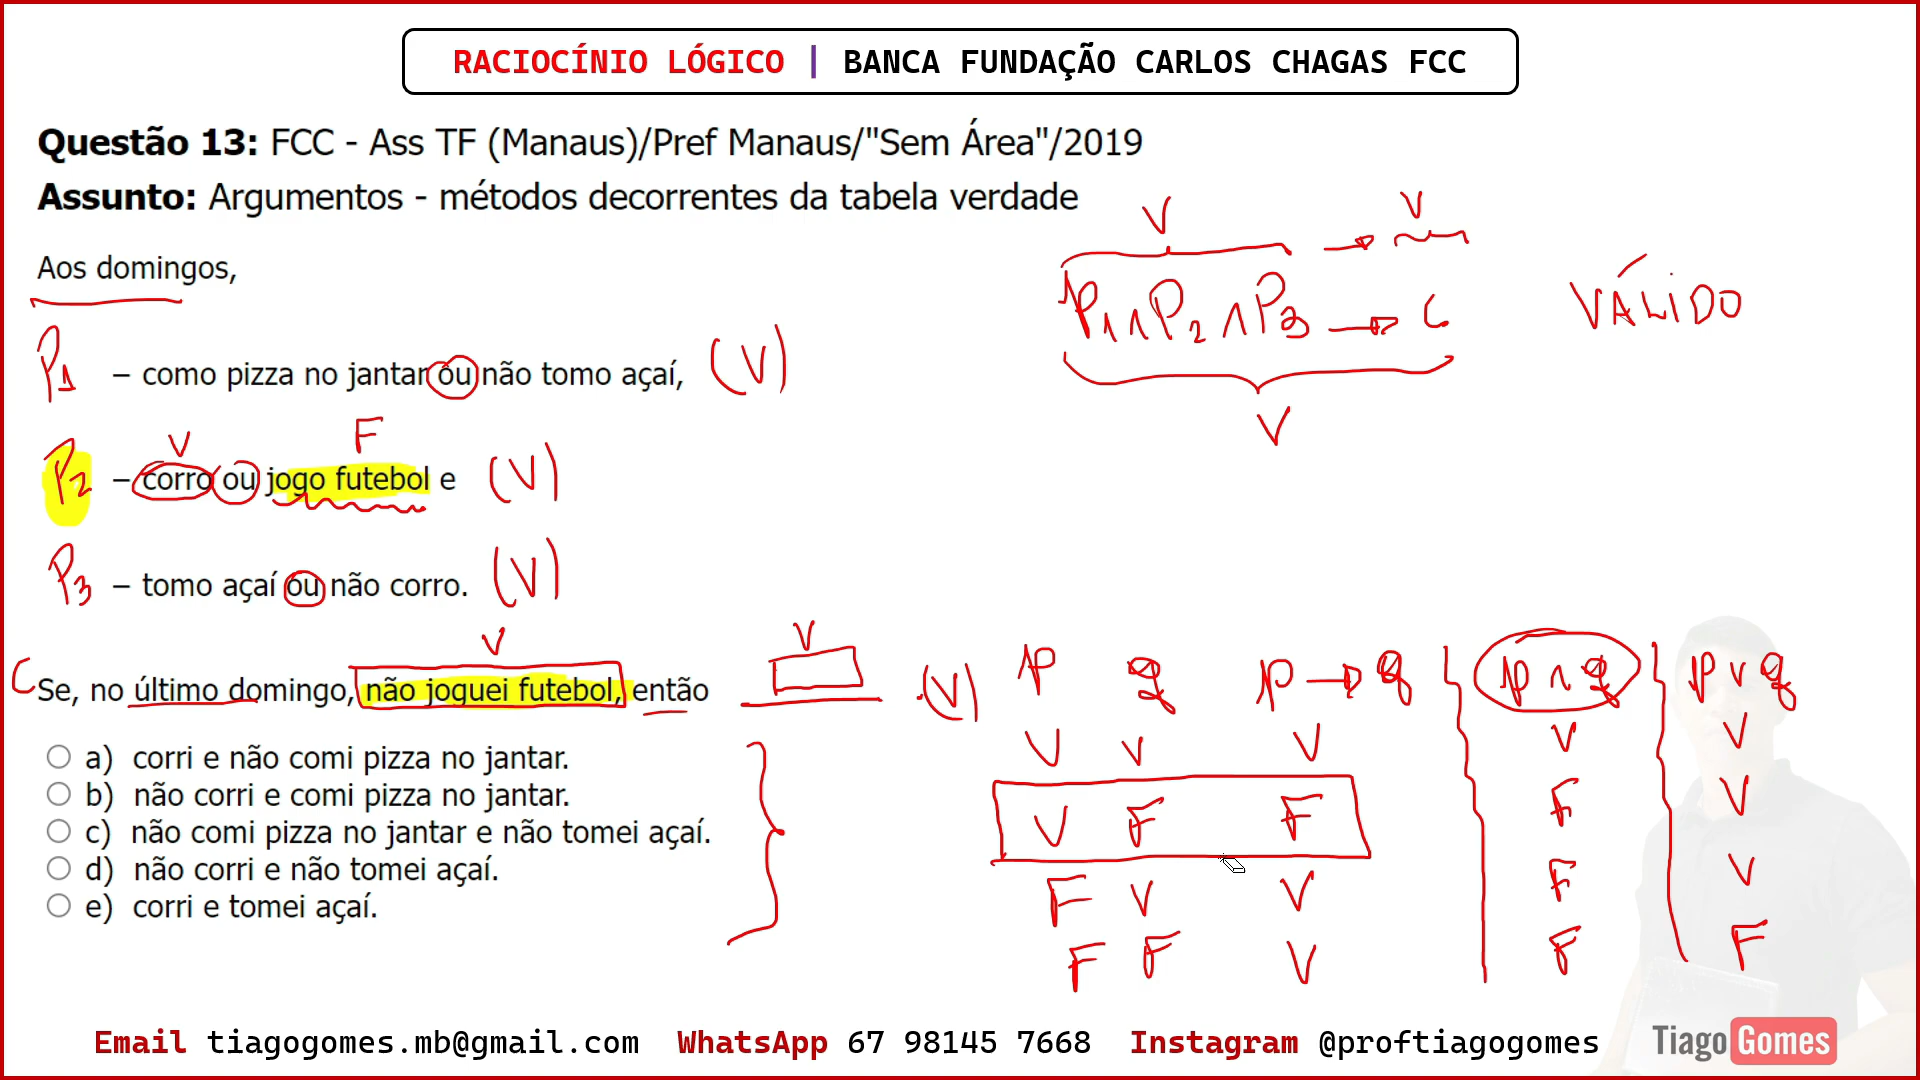 RACIOCÍNIO LÓGICO | BANCA FUNDAÇÃO CARLOS CHAGAS FCC
Questão 13: FCC - Ass TF (Manaus)/Pref Manaus/"Sem Área"/2019
Assunto: Argumentos - métodos decorrentes da tabela verdade
V V
Aos domingos,
P1 ∧ P2 ∧ P3 → C VÁLIDO
V
P1 – como pizza no jantar ou não tomo açaí, (V)
V F
P2 – corro ou jogo futebol e (V)
P3 – tomo açaí ou não corro. (V)
V V
C Se, no último domingo, não joguei futebol, então (V)
a) corri e não comi pizza no jantar.
b) não corri e comi pizza no jantar.
c) não comi pizza no jantar e não tomei açaí.
d) não corri e não tomei açaí.
e) corri e tomei açaí.
p q p → q p ∧ q p ∨ q
V V V V V
V F F F V
F V V F V
F F V F F
Email tiagogomes.mb@gmail.com WhatsApp 67 98145 7668 Instagram @proftiagogomes Tiago Gomes